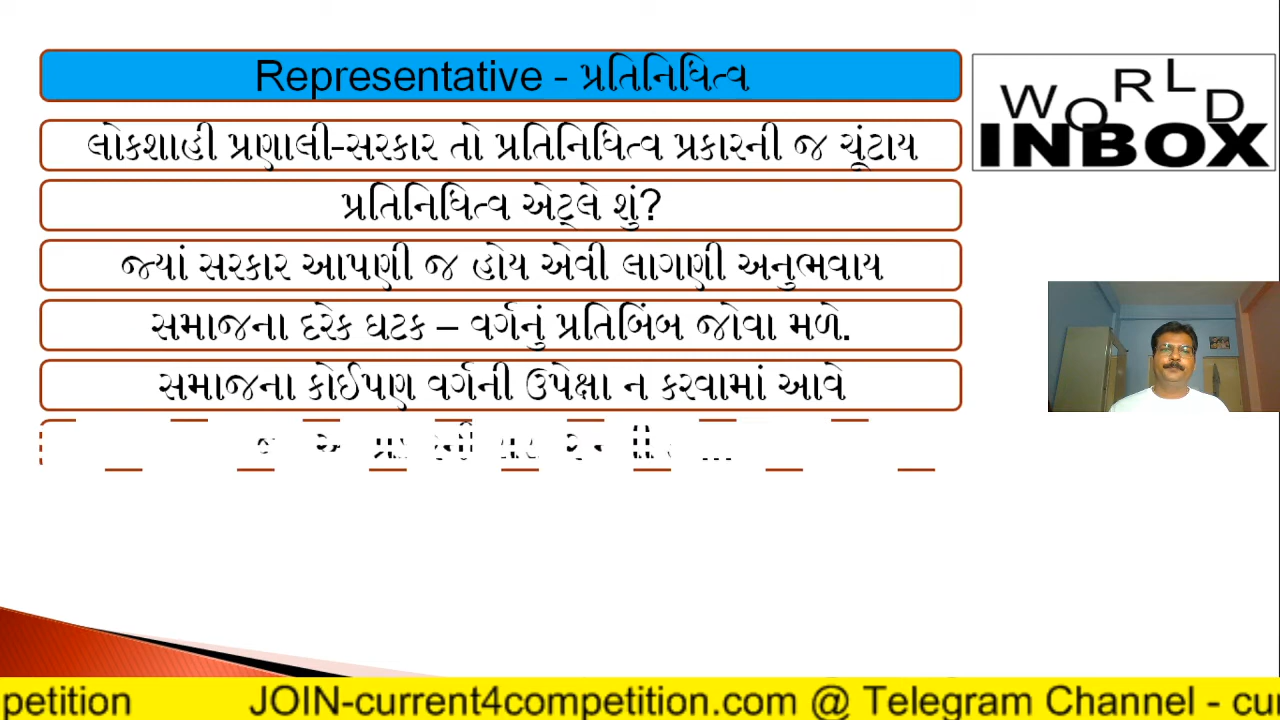 Representative - પ્રતિનિધિત્વ
લોકશાહી પ્રણાલી-સરકાર તો પ્રતિનિધિત્વ પ્રકારની જ ચૂંટાય
પ્રતિનિધિત્વ એટ્લે શું?
જ્યાં સરકાર આપણી જ હોય એવી લાગણી અનુભવાય
સમાજના દરેક ઘટક – વર્ગનું પ્રતિબિંબ જોવા મળે.
સમાજના કોઈપણ વર્ગની ઉપેક્ષા ન કરવામાં આવે
WORLD
INBOX
petition JOIN-current4competition.com @ Telegram Channel - cu